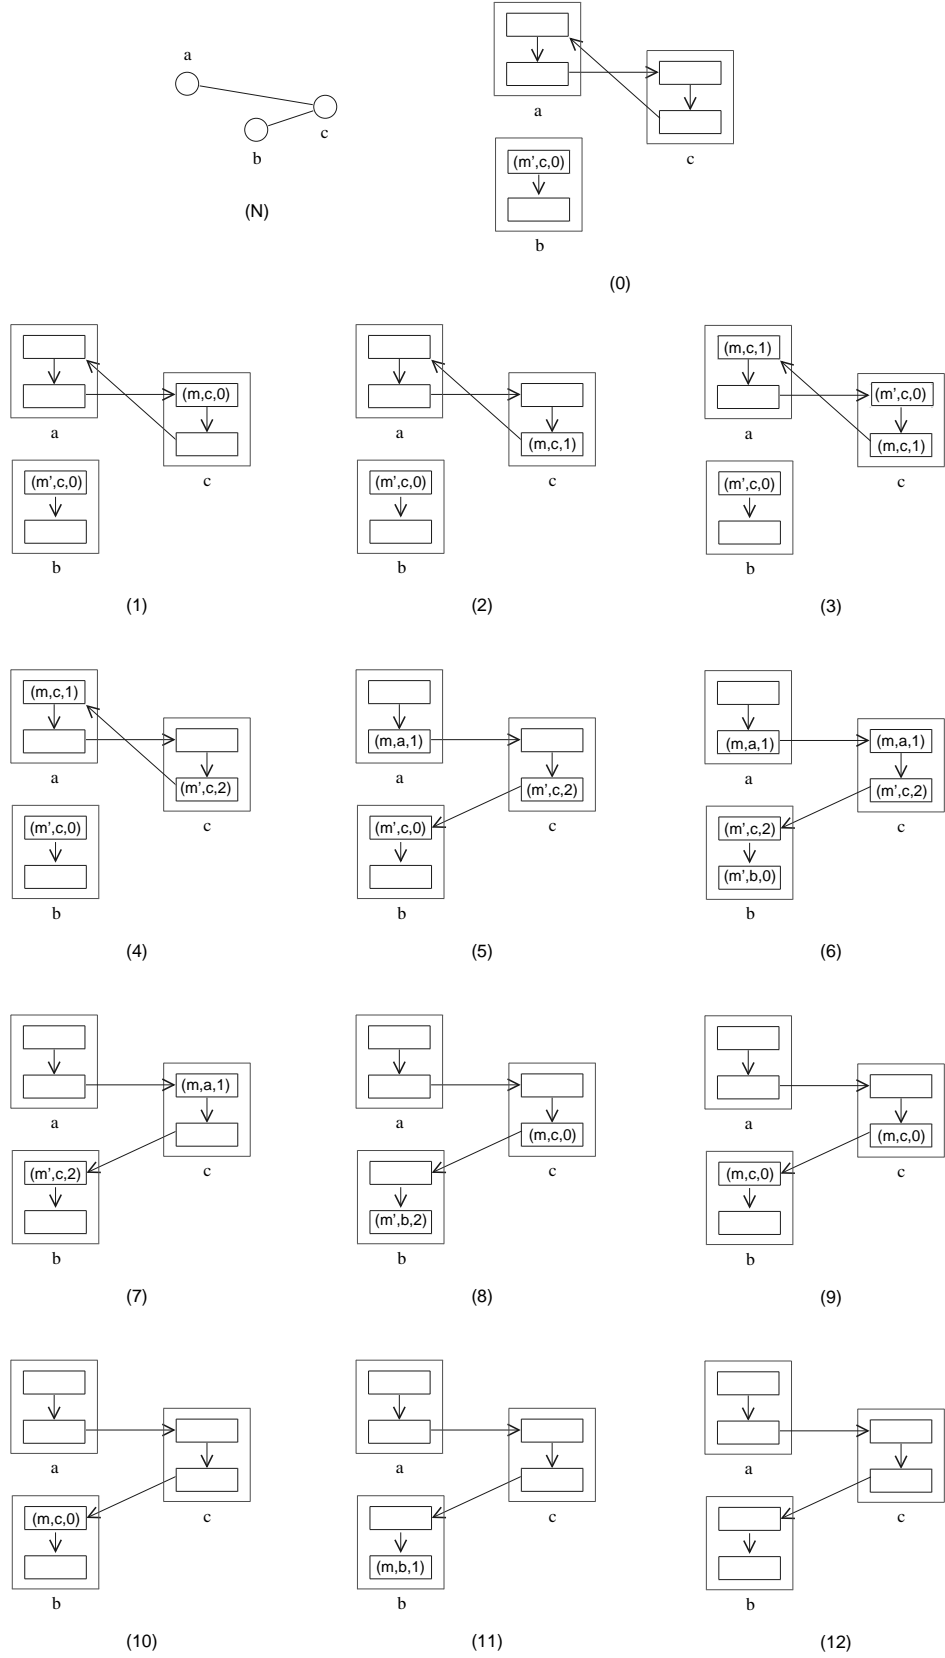 a
c
b
(N)
a
c
(m',c,0)
b
(0)
(m,c,0)
a
c
(m',c,0)
b
(1)
a
(m,c,1)
c
(m',c,0)
b
(2)
(m,c,1)
(m',c,0)
a
(m,c,1)
c
(m',c,0)
b
(3)
(m,c,1)
a
(m',c,2)
c
(m',c,0)
b
(4)
(m,a,1)
a
(m',c,2)
c
(m',c,0)
b
(5)
(m,a,1)
(m,a,1)
a
(m',c,2)
c
(m',c,2)
(m',b,0)
b
(6)
(m,a,1)
a
c
(m',c,2)
b
(7)
a
(m,c,0)
c
(m',b,2)
b
(8)
a
(m,c,0)
c
(m,c,0)
b
(9)
a
c
(m,c,0)
b
(10)
a
c
(m,b,1)
b
(11)
a
c
b
(12)